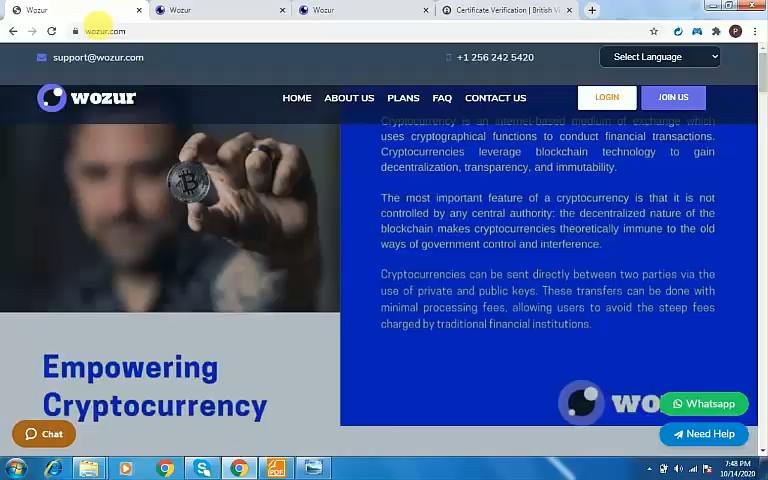 Wozur
Wozur
Wozur
Certificate Verification | British Vi
wozur.com
P
support@wozur.com
+1 256 242 5420
Select Language
wozur
HOME
ABOUT US
PLANS
FAQ
CONTACT US
LOGIN
JOIN US
Cryptocurrency is an internet-based medium of exchange which
uses cryptographical functions to conduct financial transactions.
Cryptocurrencies leverage blockchain technology to gain
decentralization, transparency, and immutability.
The most important feature of a cryptocurrency is that it is not
controlled by any central authority: the decentralized nature of the
blockchain makes cryptocurrencies theoretically immune to the old
ways of government control and interference.
Cryptocurrencies can be sent directly between two parties via the
use of private and public keys. These transfers can be done with
minimal processing fees, allowing users to avoid the steep fees
charged by traditional financial institutions.
Empowering
Cryptocurrency
wo
Whatsapp
Need Help
Chat
PDF
7:48 PM
10/14/2020